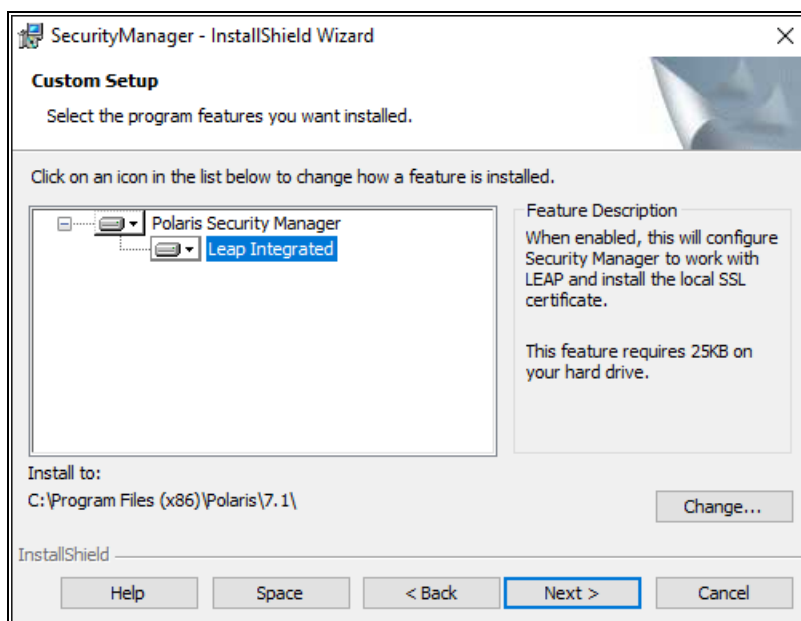 SecurityManager - InstallShield Wizard
Custom Setup
Select the program features you want installed.
Click on an icon in the list below to change how a feature is installed.
Polaris Security Manager
Leap Integrated
Feature Description
When enabled, this will configure
Security Manager to work with
LEAP and install the local SSL
certificate.
This feature requires 25KB on
your hard drive.
Install to:
C:\Program Files (x86)\Polaris\7.1\
Change...
InstallShield
Help
Space
< Back
Next >
Cancel